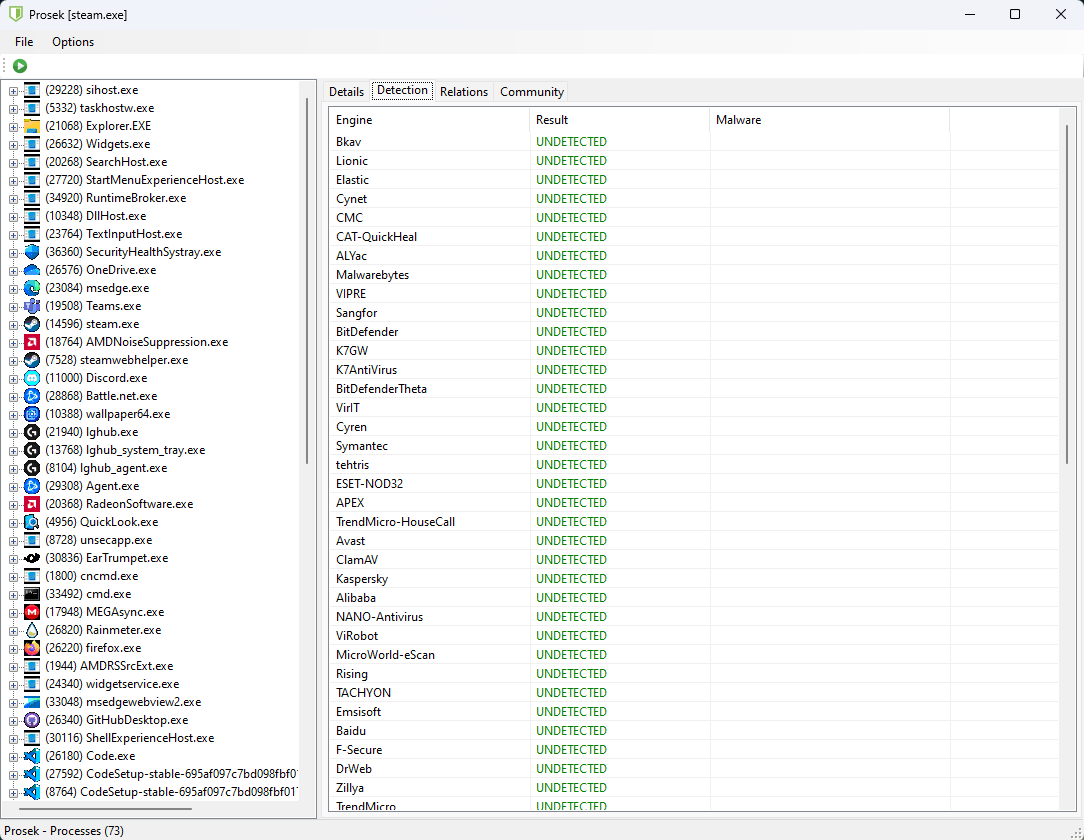 Prosek [steam.exe]
File Options
Details Detection Relations Community
(29228) sihost.exe
(5332) taskhostw.exe
(21068) Explorer.EXE
(26632) Widgets.exe
(20268) SearchHost.exe
(27720) StartMenuExperienceHost.exe
(34920) RuntimeBroker.exe
(10348) DllHost.exe
(23764) TextInputHost.exe
(36360) SecurityHealthSystray.exe
(26576) OneDrive.exe
(23084) msedge.exe
(19508) Teams.exe
(14596) steam.exe
(18764) AMDNoiseSuppression.exe
(7528) steamwebhelper.exe
(11000) Discord.exe
(28868) Battle.net.exe
(10388) wallpaper64.exe
(21940) lghub.exe
(13768) lghub_system_tray.exe
(8104) lghub_agent.exe
(29308) Agent.exe
(20368) RadeonSoftware.exe
(4956) QuickLook.exe
(8728) unsecapp.exe
(30836) EarTrumpet.exe
(1800) cncmd.exe
(33492) cmd.exe
(17948) MEGAsync.exe
(26820) Rainmeter.exe
(26220) firefox.exe
(1944) AMDRSSrcExt.exe
(24340) widgetservice.exe
(33048) msedgewebview2.exe
(26340) GitHubDesktop.exe
(30116) ShellExperienceHost.exe
(26180) Code.exe
(27592) CodeSetup-stable-695af097c7bd098fbf01
(8764) CodeSetup-stable-695af097c7bd098fbf017
Engine Result Malware
Bkav UNDETECTED
Lionic UNDETECTED
Elastic UNDETECTED
Cynet UNDETECTED
CMC UNDETECTED
CAT-QuickHeal UNDETECTED
ALYac UNDETECTED
Malwarebytes UNDETECTED
VIPRE UNDETECTED
Sangfor UNDETECTED
BitDefender UNDETECTED
K7GW UNDETECTED
K7AntiVirus UNDETECTED
BitDefenderTheta UNDETECTED
VirIT UNDETECTED
Cyren UNDETECTED
Symantec UNDETECTED
tehtris UNDETECTED
ESET-NOD32 UNDETECTED
APEX UNDETECTED
TrendMicro-HouseCall UNDETECTED
Avast UNDETECTED
ClamAV UNDETECTED
Kaspersky UNDETECTED
Alibaba UNDETECTED
NANO-Antivirus UNDETECTED
ViRobot UNDETECTED
MicroWorld-eScan UNDETECTED
Rising UNDETECTED
TACHYON UNDETECTED
Emsisoft UNDETECTED
Baidu UNDETECTED
F-Secure UNDETECTED
DrWeb UNDETECTED
Zillya UNDETECTED
TrendMicro UNDETECTED
Prosek - Processes (73)